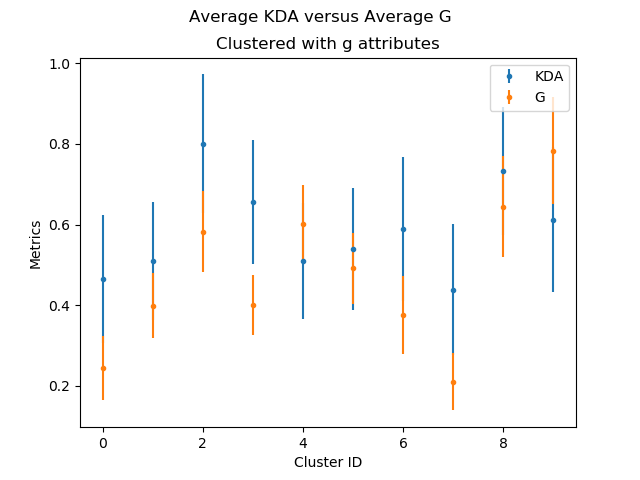 Average KDA versus Average G
Clustered with g attributes
KDA
G
1.0
0.8
0.6
0.4
0.2
Metrics
0 2 4 6 8
Cluster ID